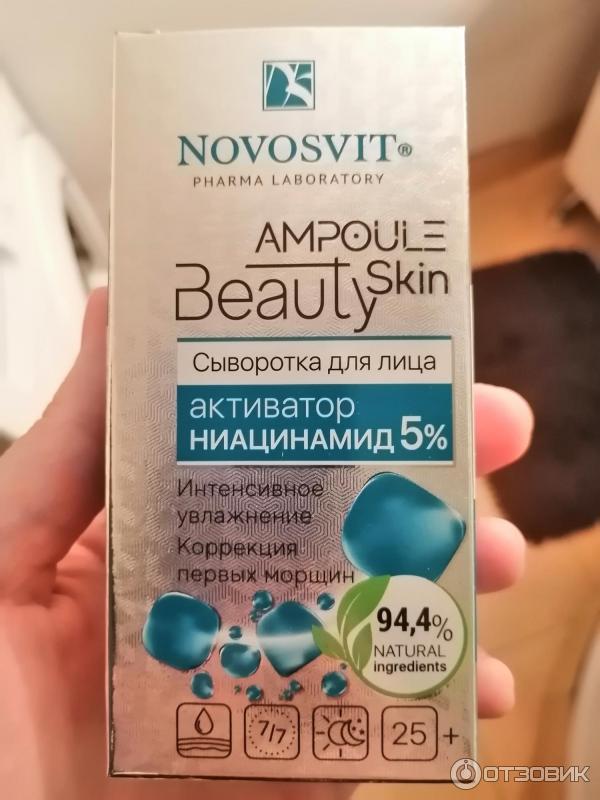 NOVOSVIT®
PHARMA LABORATORY
AMPOULE
Beauty Skin
Сыворотка для лица
активатор
НИАЦИНАМИД 5%
Интенсивное
увлажнение
Коррекция
первых морщин
94,4%
NATURAL
ingredients
7/7
25+
ОТЗОВИК